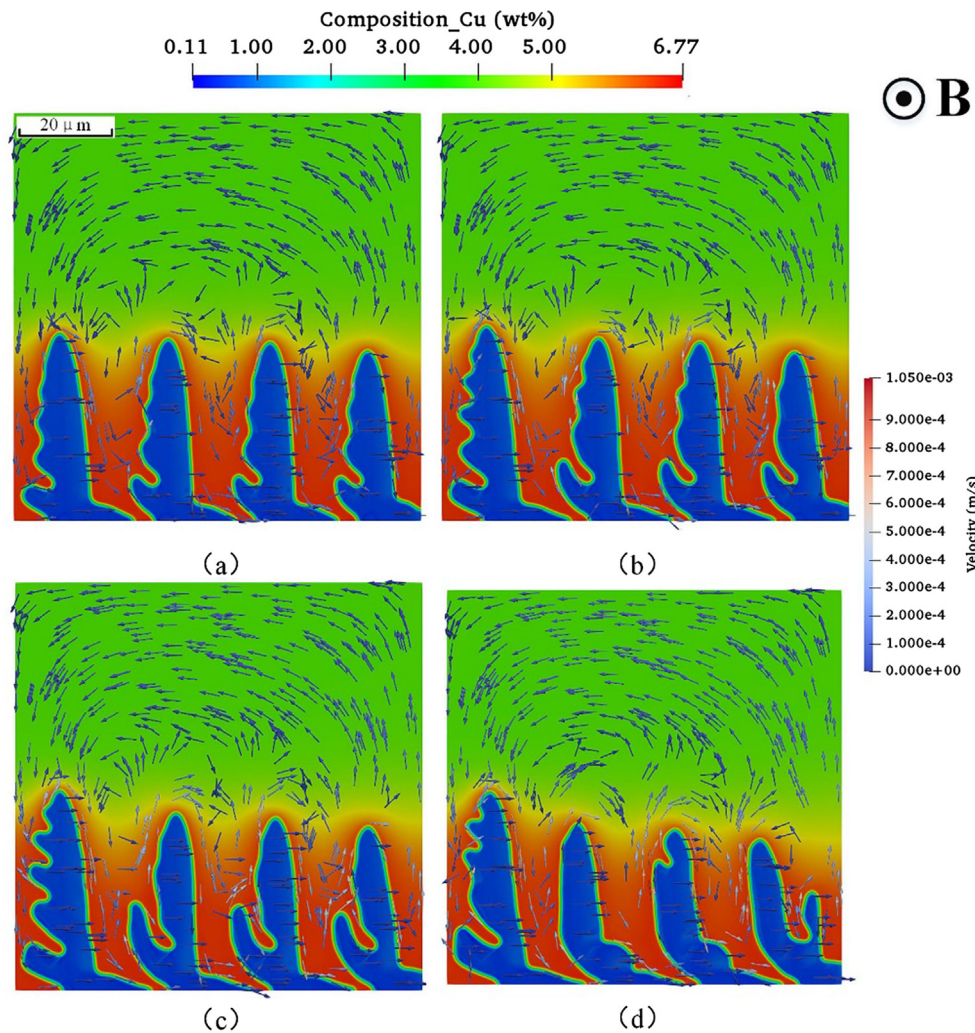 Composition_Cu (wt%)
0.11 1.00 2.00 3.00 4.00 5.00 6.77
B
20 μm
1.050e-03
9.000e-4
8.000e-4
7.000e-4
6.000e-4
5.000e-4
4.000e-4
3.000e-4
2.000e-4
1.000e-4
0.000e+00
Velocity (m/s)
(a) (b)
(c) (d)